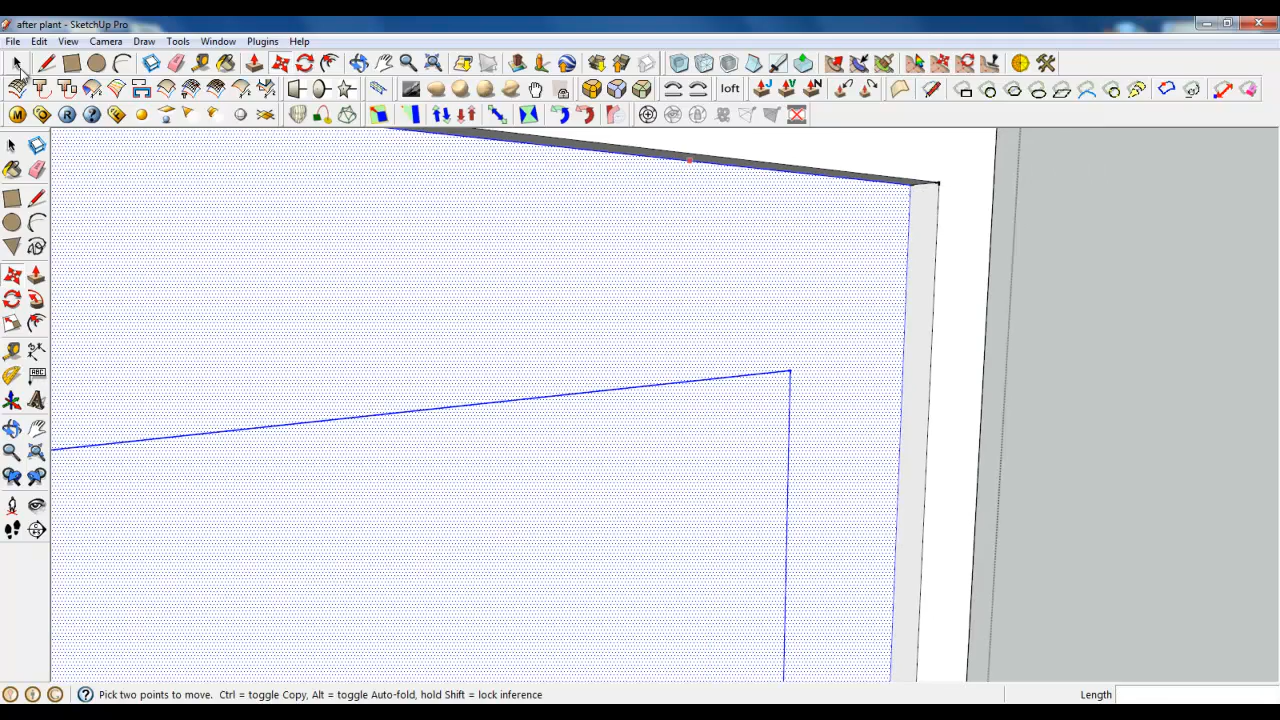 after plant - SketchUp Pro
File Edit View Camera Draw Tools Window Plugins Help
loft
ABC
Pick two points to move. Ctrl = toggle Copy, Alt = toggle Auto-fold, hold Shift = lock inference
Length